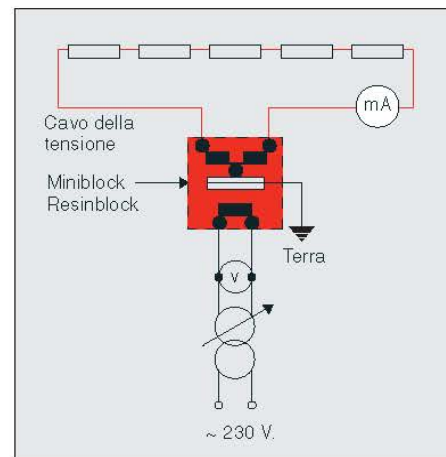 mA
Cavo della
tensione
Miniblock
Resinblock
Terra
V
~ 230 V.